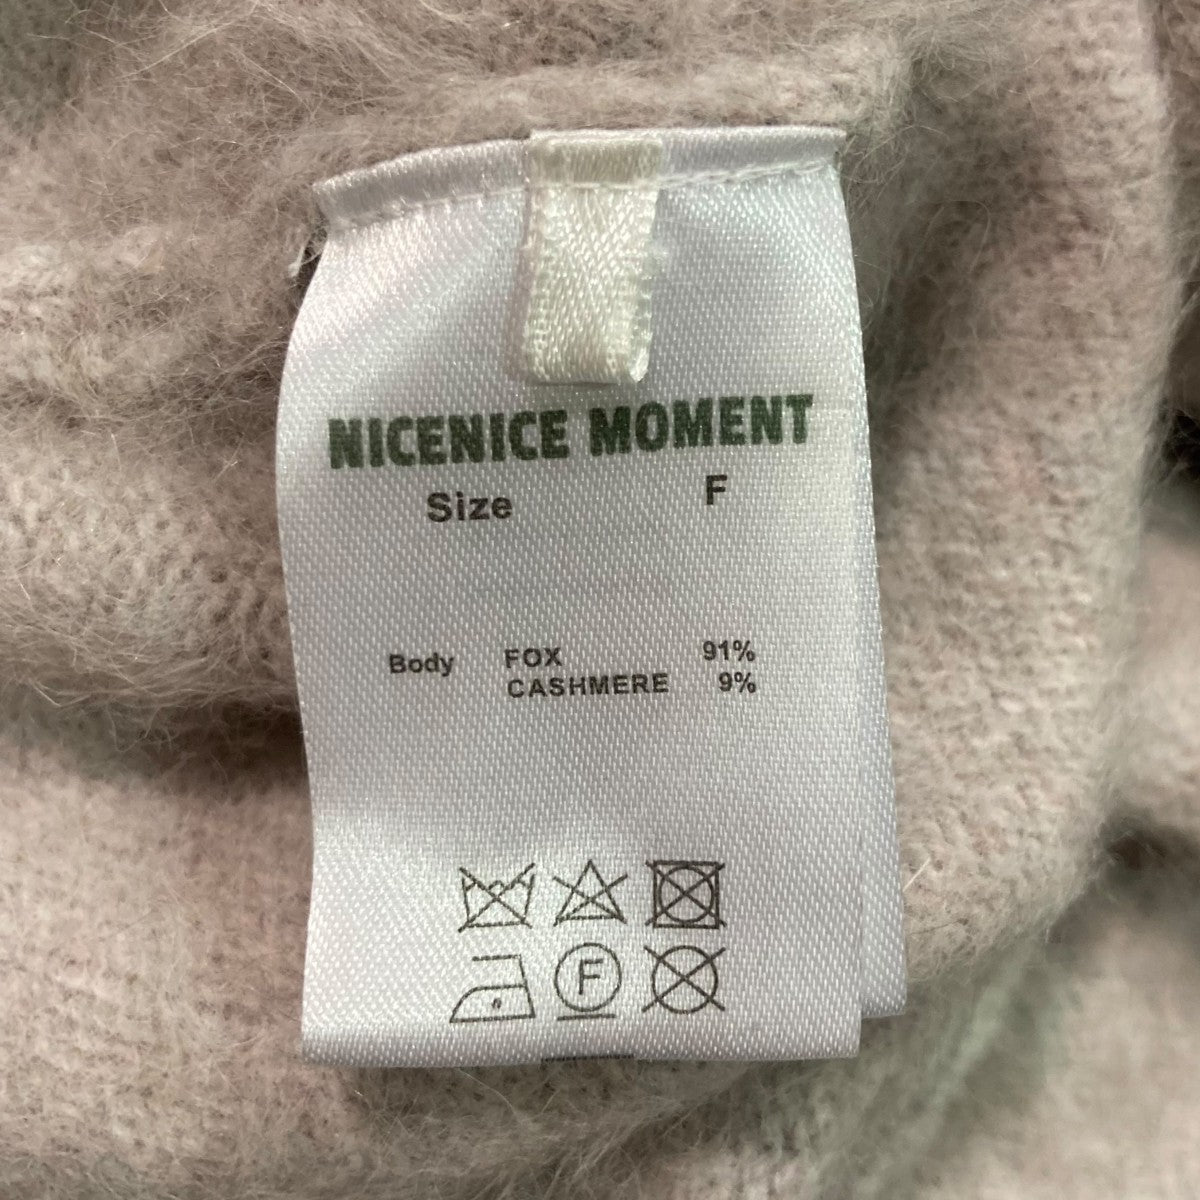 NICENICE MOMENT
Size F
Body FOX 91%
CASHMERE 9%
F